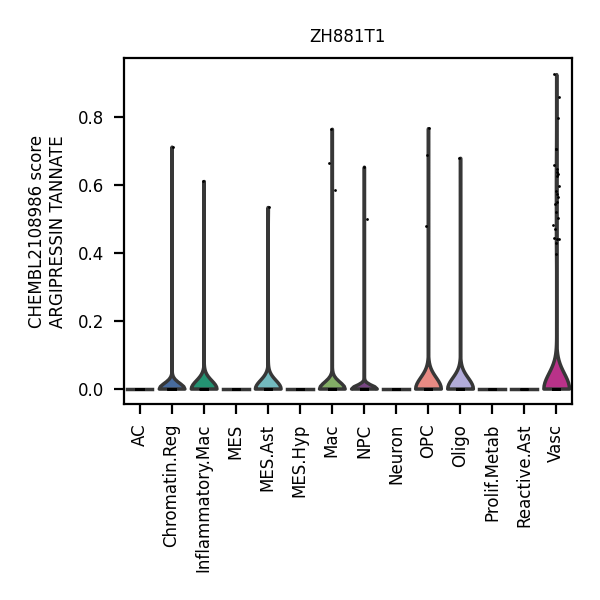 ZH881T1
CHEMBL2108986 score
ARGIPRESSIN TANNATE
0.8
0.6
0.4
0.2
0.0
AC
Chromatin.Reg
Inflammatory.Mac
MES
MES.Ast
MES.Hyp
Mac
NPC
Neuron
OPC
Oligo
Prolif.Metab
Reactive.Ast
Vasc